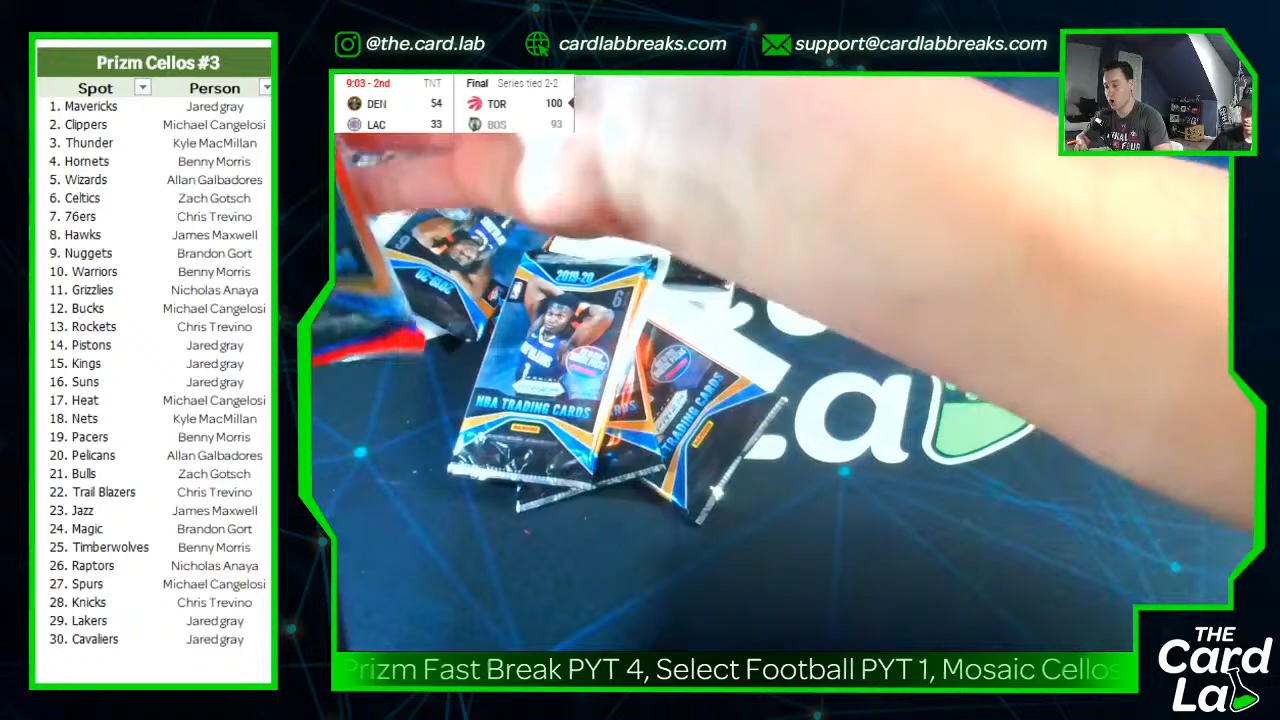 @the.card.lab
cardlabbreaks.com
support@cardlabbreaks.com
Prizm Cellos #3
Spot Person
1. Mavericks Jared gray
2. Clippers Michael Cangelosi
3. Thunder Kyle MacMillan
4. Hornets Benny Morris
5. Wizards Allan Galbadores
6. Celtics Zach Gotsch
7. 76ers Chris Trevino
8. Hawks James Maxwell
9. Nuggets Brandon Gort
10. Warriors Benny Morris
11. Grizzlies Nicholas Anaya
12. Bucks Michael Cangelosi
13. Rockets Chris Trevino
14. Pistons Jared gray
15. Kings Jared gray
16. Suns Jared gray
17. Heat Michael Cangelosi
18. Nets Kyle MacMillan
19. Pacers Benny Morris
20. Pelicans Allan Galbadores
21. Bulls Zach Gotsch
22. Trail Blazers Chris Trevino
23. Jazz James Maxwell
24. Magic Brandon Gort
25. Timberwolves Benny Morris
26. Raptors Nicholas Anaya
27. Spurs Michael Cangelosi
28. Knicks Chris Trevino
29. Lakers Jared gray
30. Cavaliers Jared gray
9:03 - 2nd TNT
DEN 54
LAC 33
Final Series tied 2-2
TOR 100
BOS 93
FINAL
FOUR
2019-20
2019-20
6
NBA TRADING CARDS
PANINI
TRADING CARDS
PANINI
La
Prizm Fast Break PYT 4, Select Football PYT 1, Mosaic Cellos
THE
Card
La